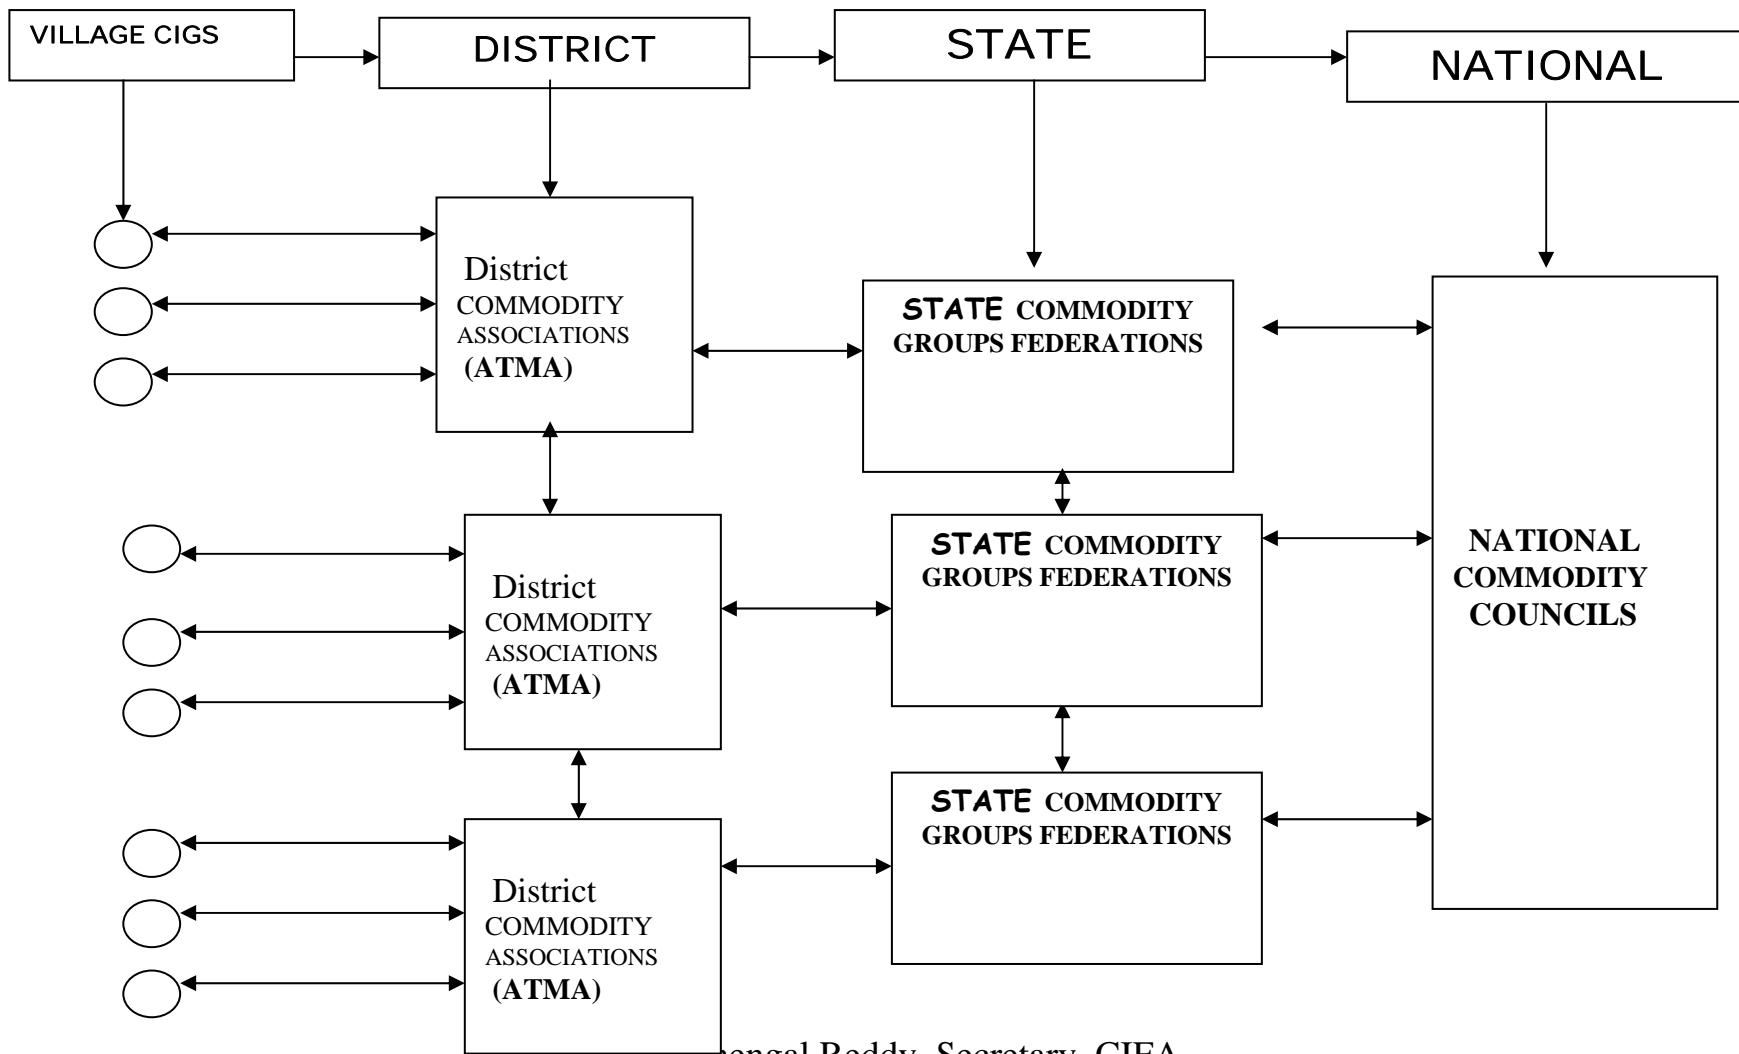 VILLAGE CIGS
DISTRICT
STATE
NATIONAL
District
COMMODITY
ASSOCIATIONS
(ATMA)
STATE COMMODITY
GROUPS FEDERATIONS
District
COMMODITY
ASSOCIATIONS
(ATMA)
STATE COMMODITY
GROUPS FEDERATIONS
NATIONAL
COMMODITY
COUNCILS
District
COMMODITY
ASSOCIATIONS
(ATMA)
STATE COMMODITY
GROUPS FEDERATIONS
Reddy, Secretary, CIFA